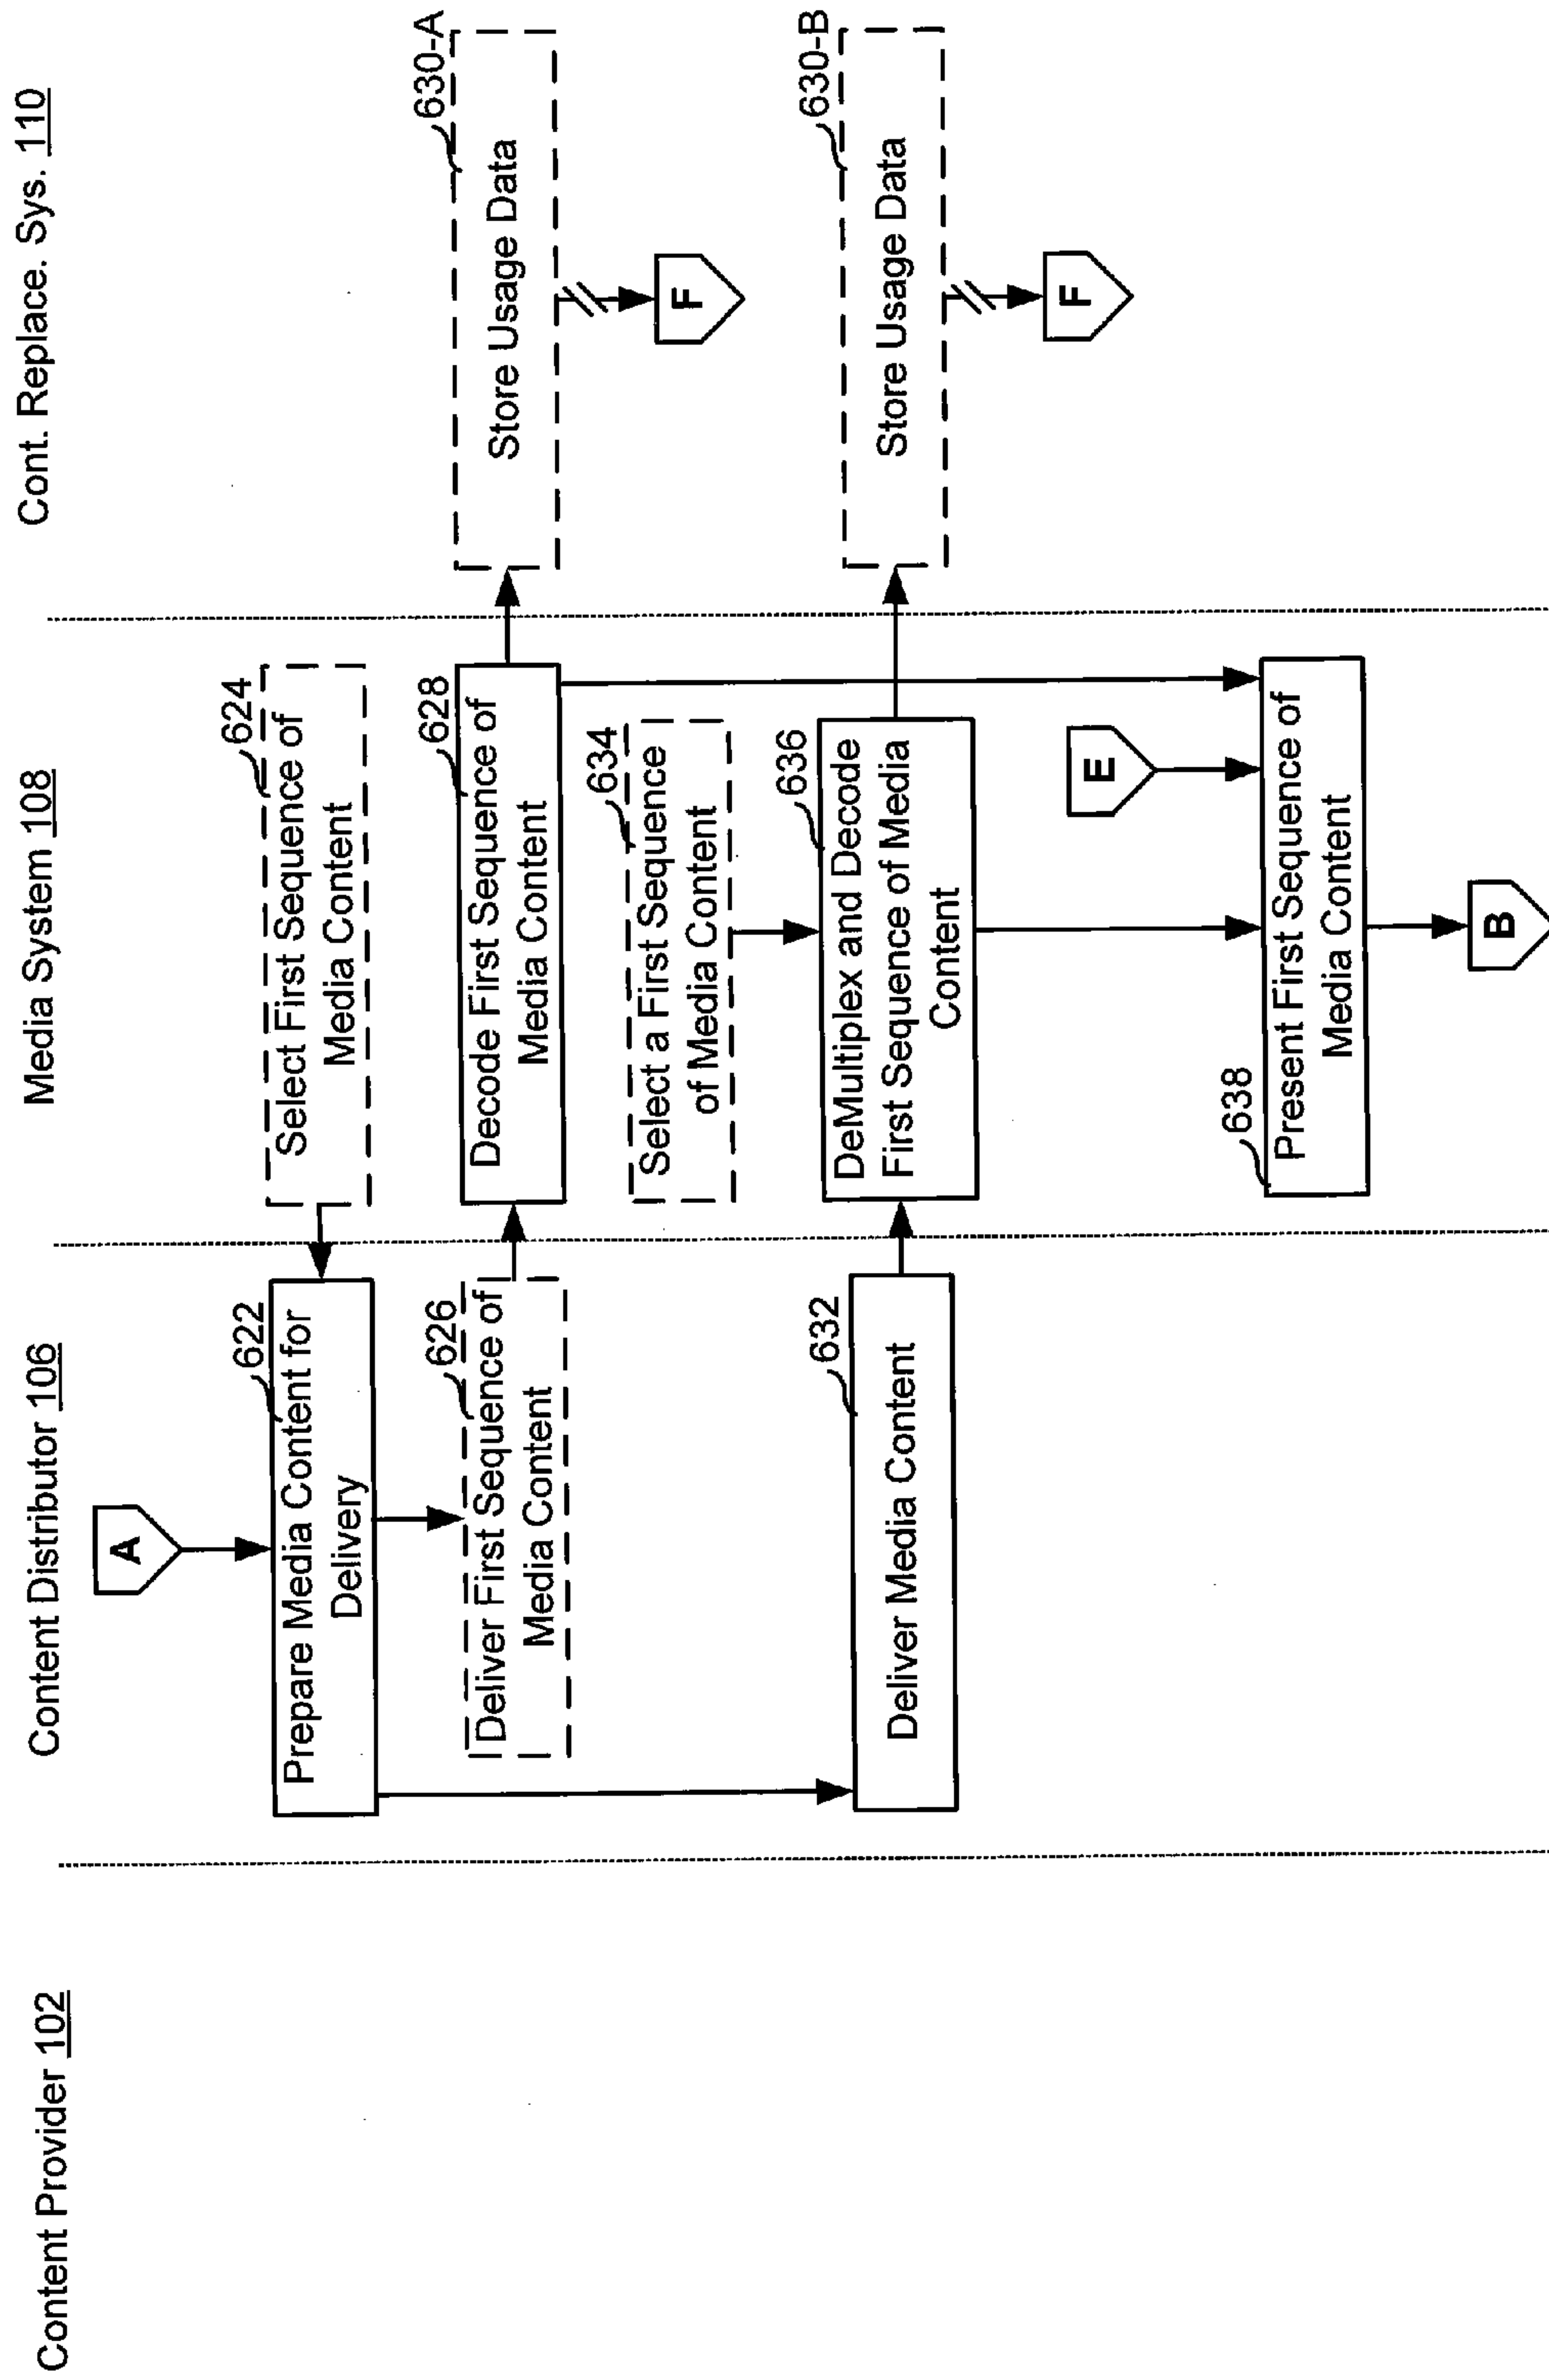 Content Provider 102
Content Distributor 106
Media System 108
Cont. Replace. Sys. 110
A
622
Prepare Media Content for
Delivery
624
Select First Sequence of
Media Content
626
Deliver First Sequence of
Media Content
628
Decode First Sequence of
Media Content
630-A
Store Usage Data
F
634
Select a First Sequence
of Media Content
632
Deliver Media Content
636
DeMultiplex and Decode
First Sequence of Media
Content
630-B
Store Usage Data
F
E
638
Present First Sequence of
Media Content
B